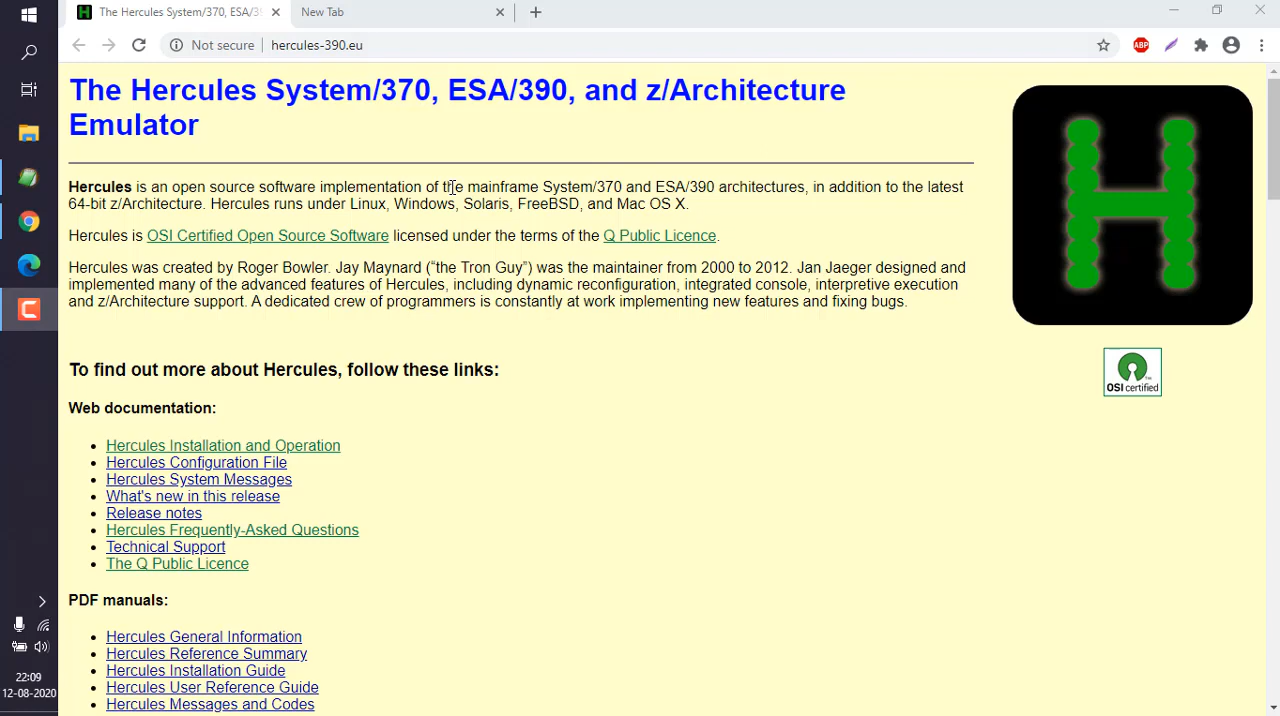 The Hercules System/370, ESA/39
New Tab
Not secure
hercules-390.eu
ABP
The Hercules System/370, ESA/390, and z/Architecture
Emulator
Hercules is an open source software implementation of the mainframe System/370 and ESA/390 architectures, in addition to the latest
64-bit z/Architecture. Hercules runs under Linux, Windows, Solaris, FreeBSD, and Mac OS X.
Hercules is OSI Certified Open Source Software licensed under the terms of the Q Public Licence.
Hercules was created by Roger Bowler. Jay Maynard (“the Tron Guy”) was the maintainer from 2000 to 2012. Jan Jaeger designed and
implemented many of the advanced features of Hercules, including dynamic reconfiguration, integrated console, interpretive execution
and z/Architecture support. A dedicated crew of programmers is constantly at work implementing new features and fixing bugs.
H
OSI certified
To find out more about Hercules, follow these links:
Web documentation:
Hercules Installation and Operation
Hercules Configuration File
Hercules System Messages
What's new in this release
Release notes
Hercules Frequently-Asked Questions
Technical Support
The Q Public Licence
PDF manuals:
Hercules General Information
Hercules Reference Summary
Hercules Installation Guide
Hercules User Reference Guide
Hercules Messages and Codes
22:09
12-08-2020